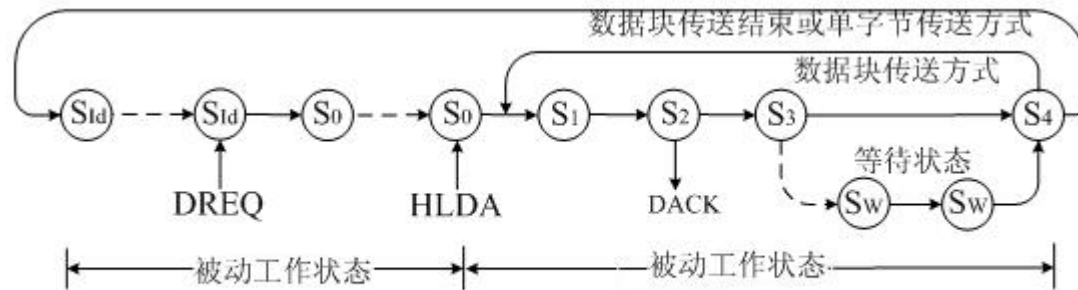 数据块传送结束或单字节传送方式
数据块传送方式
SId SId S0 S0 S1 S2 S3 S4
等待状态
DREQ HLDA DACK SW SW
被动工作状态 被动工作状态